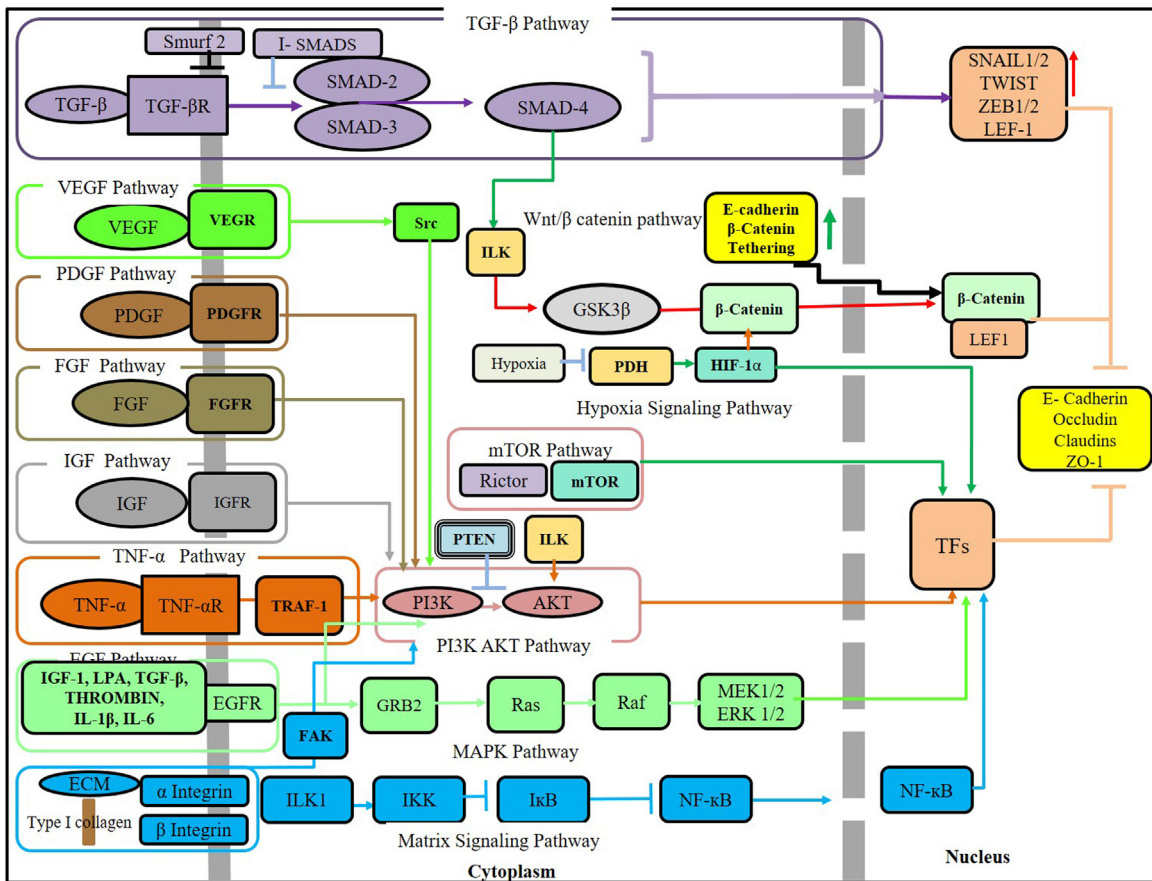 TGF-β Pathway
Smurf 2
I- SMADS
TGF-β
TGF-βR
SMAD-2
SMAD-3
SMAD-4
SNAIL1/2
TWIST
ZEB1/2
LEF-1
VEGF Pathway
VEGF
VEGR
Src
ILK
Wnt/β catenin pathway
E-cadherin
β-Catenin
Tethering
PDGF Pathway
PDGF
PDGFR
GSK3β
β-Catenin
β-Catenin
LEF1
Hypoxia
PDH
HIF-1α
Hypoxia Signaling Pathway
FGF Pathway
FGF
FGFR
E- Cadherin
Occludin
Claudins
ZO-1
IGF Pathway
IGF
IGFR
mTOR Pathway
Rictor
mTOR
PTEN
ILK
TFs
TNF-α Pathway
TNF-α
TNF-αR
TRAF-1
PI3K
AKT
PI3K AKT Pathway
EGF Pathway
IGF-1, LPA, TGF-β,
THROMBIN,
IL-1β, IL-6
EGFR
GRB2
Ras
Raf
MEK1/2
ERK 1/2
MAPK Pathway
FAK
ECM
Type I collagen
α Integrin
β Integrin
ILK1
IKK
IκB
NF-κB
NF-κB
Matrix Signaling Pathway
Cytoplasm
Nucleus